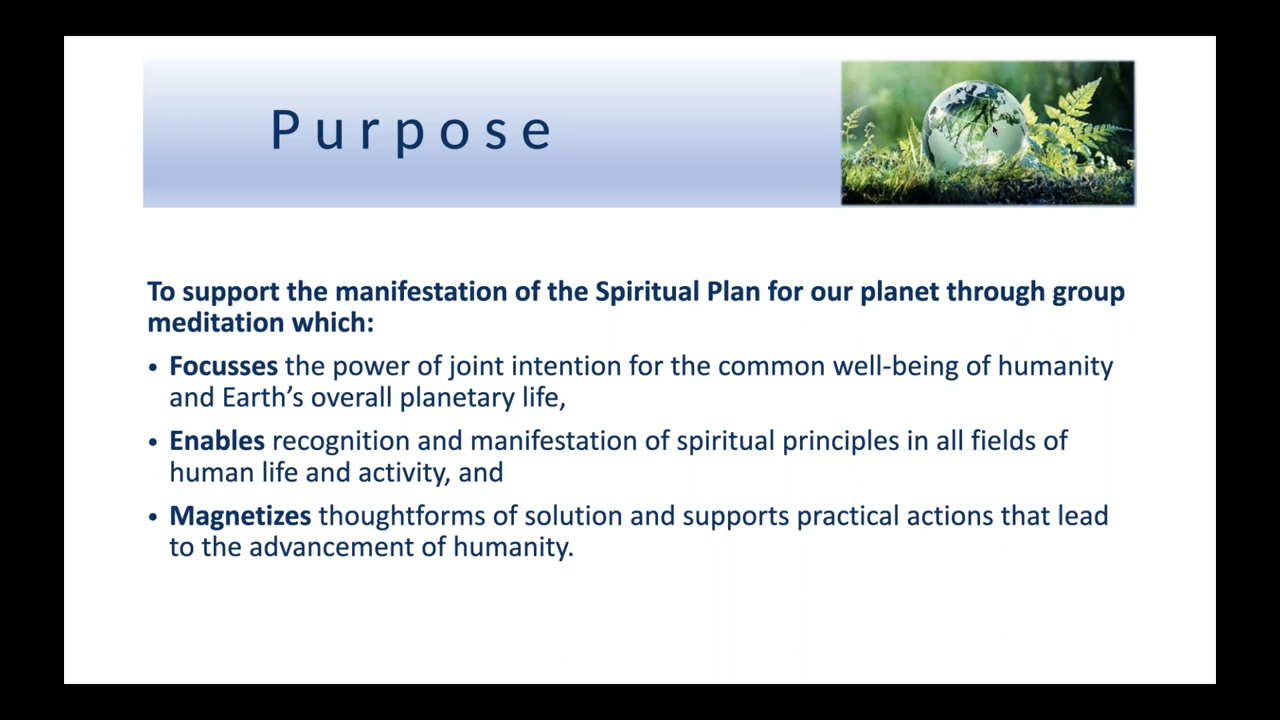 Purpose
To support the manifestation of the Spiritual Plan for our planet through group
meditation which:
• Focusses the power of joint intention for the common well-being of humanity
and Earth’s overall planetary life,
• Enables recognition and manifestation of spiritual principles in all fields of
human life and activity, and
• Magnetizes thoughtforms of solution and supports practical actions that lead
to the advancement of humanity.